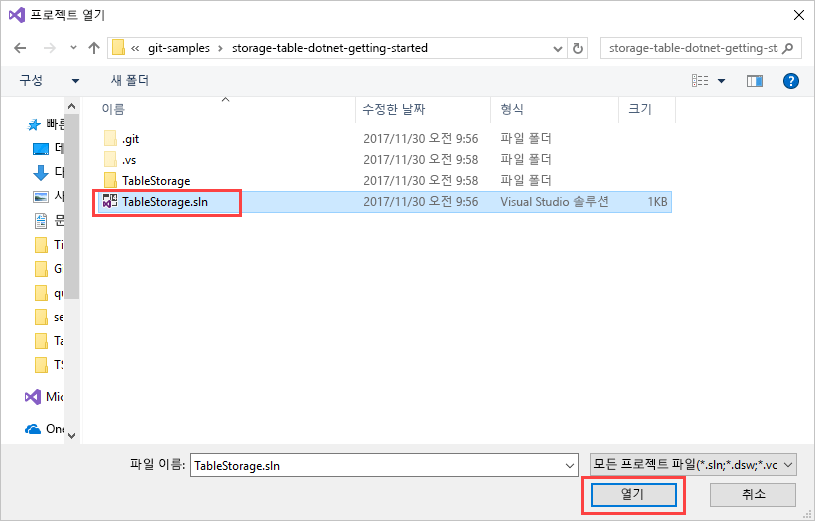 프로젝트 열기
« git-samples > storage-table-dotnet-getting-started
storage-table-dotnet-getting-st
구성 새 폴더
이름 수정한 날짜 형식 크기
빠른
.git 2017/11/30 오전 9:56 파일 폴더
.vs 2017/11/30 오전 9:58 파일 폴더
TableStorage 2017/11/30 오전 9:58 파일 폴더
TableStorage.sln 2017/11/30 오전 9:56 Visual Studio 솔루션 1KB
데
다
사
문
Ti
G
qu
se
Ta
TS
Mic
One
파일 이름: TableStorage.sln 모든 프로젝트 파일(*.sln;*.dsw;*.vc
열기 취소